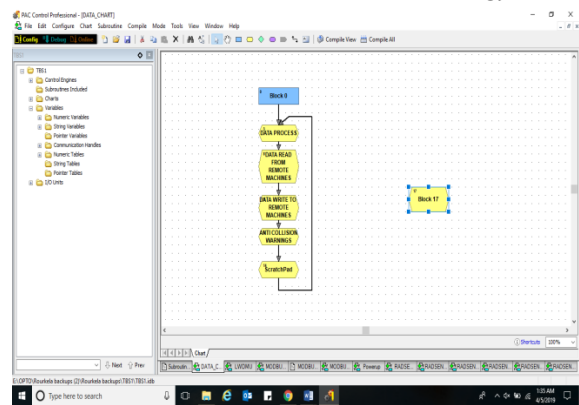 PAC Control Professional - [DATA_CHART]
File Edit Configure Chart Subroutine Compile Mode Tools View Window Help
Config Debug Online
Compile View Compile All
TBS1
Control Engines
Subroutines Included
Charts
Variables
Numeric Variables
String Variables
Pointer Variables
Communication Handles
Numeric Tables
String Tables
Pointer Tables
I/O Units
Block 0
DATA PROCESS
DATA READ
FROM
REMOTE
MACHINES
DATA WRITE TO
REMOTE
MACHINES
ANTI COLLISION
WARNINGS
ScratchPad
Block 17
Chart
Shortcuts 100%
Next Prev
Subroutin.. DATA_C.. LWDMU MODBU.. MODBU.. MODBU.. Powerup RADSE.. RADSEN.. RADSEN.. RADSEN.. RADSEN.. RADSEN..
E:\OPTO\Rourkela backups (2)\Rourkela backups\TBS1\TBS1.idb
Type here to search
1:35 AM
4/5/2019